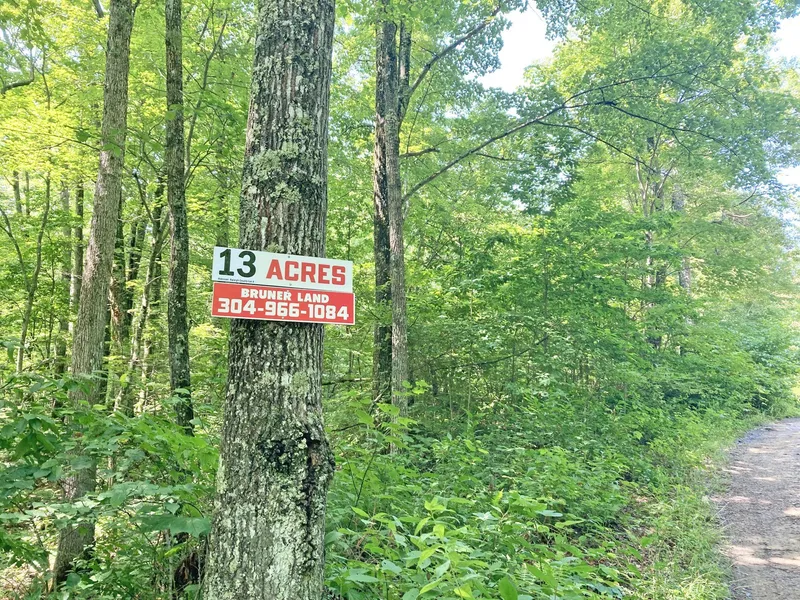 13 ACRES
BRUNER LAND
304-966-1084